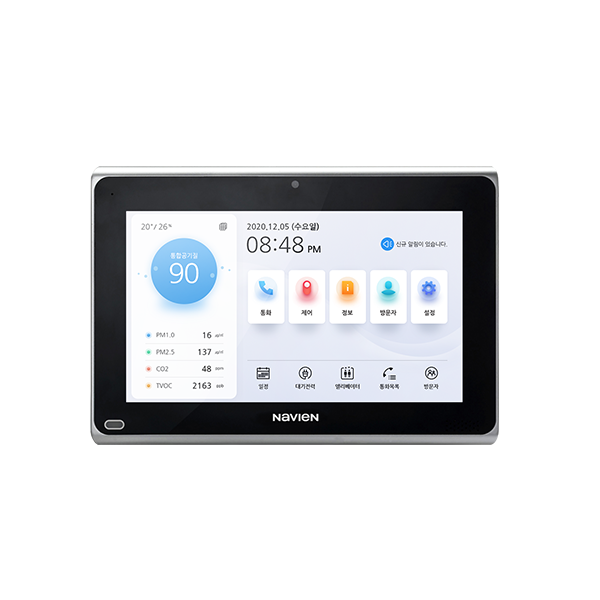 20°/ 26%
통합공기질
90
PM1.0 16
PM2.5 137
CO2 48
TVOC 2163
2020.12.05 (수요일)
08:48 PM
신규 알림이 있습니다.
통화 제어 정보 방문자 설정
일정 대기전력 엘리베이터 통화목록 방문자
NAVIEN